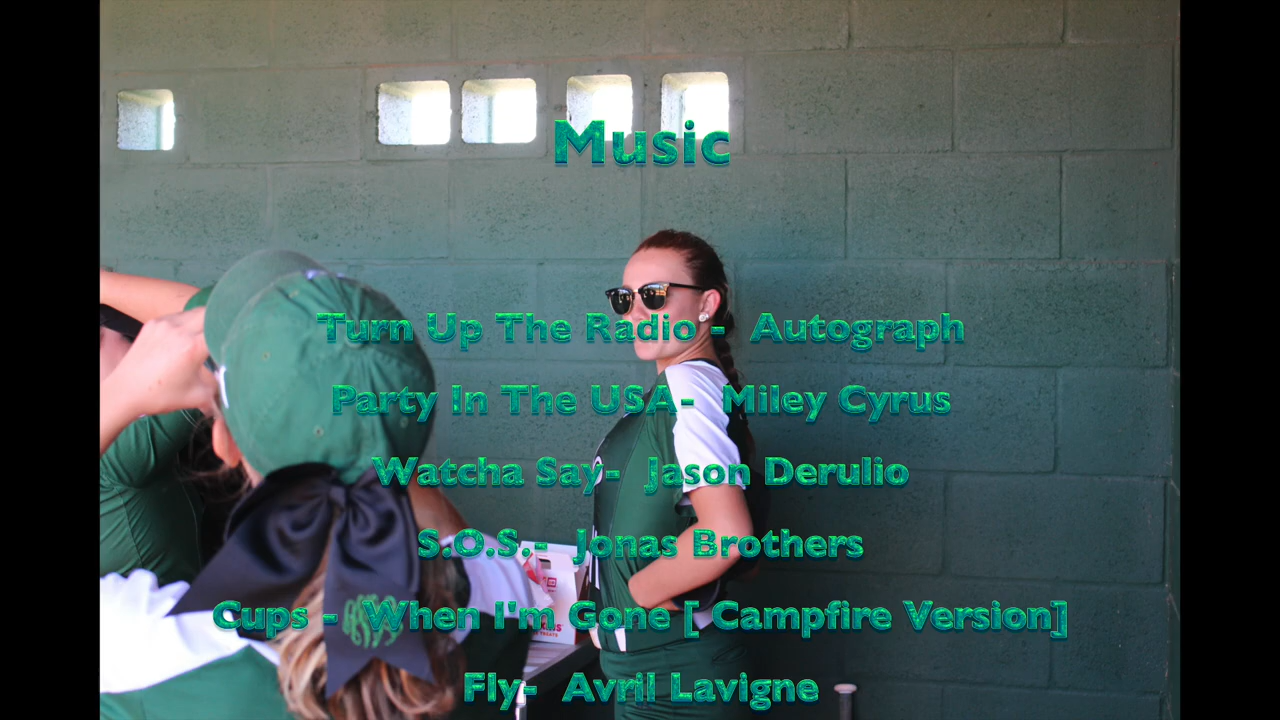 Music
Turn Up The Radio - Autograph
Party In The USA- Miley Cyrus
Watcha Say- Jason Derulio
S.O.S.- Jonas Brothers
Cups - When I'm Gone [ Campfire Version]
Fly- Avril Lavigne